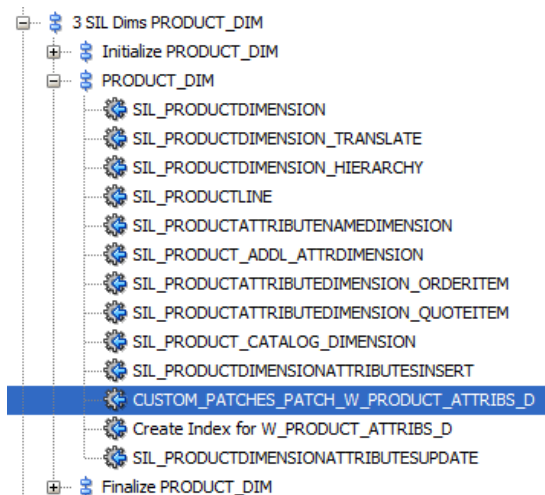 3 SIL Dims PRODUCT_DIM
Initialize PRODUCT_DIM
PRODUCT_DIM
SIL_PRODUCTDIMENSION
SIL_PRODUCTDIMENSION_TRANSLATE
SIL_PRODUCTDIMENSION_HIERARCHY
SIL_PRODUCTLINE
SIL_PRODUCTATTRIBUTENAMEDIMENSION
SIL_PRODUCT_ADDL_ATTRDIMENSION
SIL_PRODUCTATTRIBUTEDIMENSION_ORDERITEM
SIL_PRODUCTATTRIBUTEDIMENSION_QUOTEITEM
SIL_PRODUCT_CATALOG_DIMENSION
SIL_PRODUCTDIMENSIONATTRIBUTESINSERT
CUSTOM_PATCHES_PATCH_W_PRODUCT_ATTRIBS_D
Create Index for W_PRODUCT_ATTRIBS_D
SIL_PRODUCTDIMENSIONATTRIBUTESUPDATE
Finalize PRODUCT_DIM